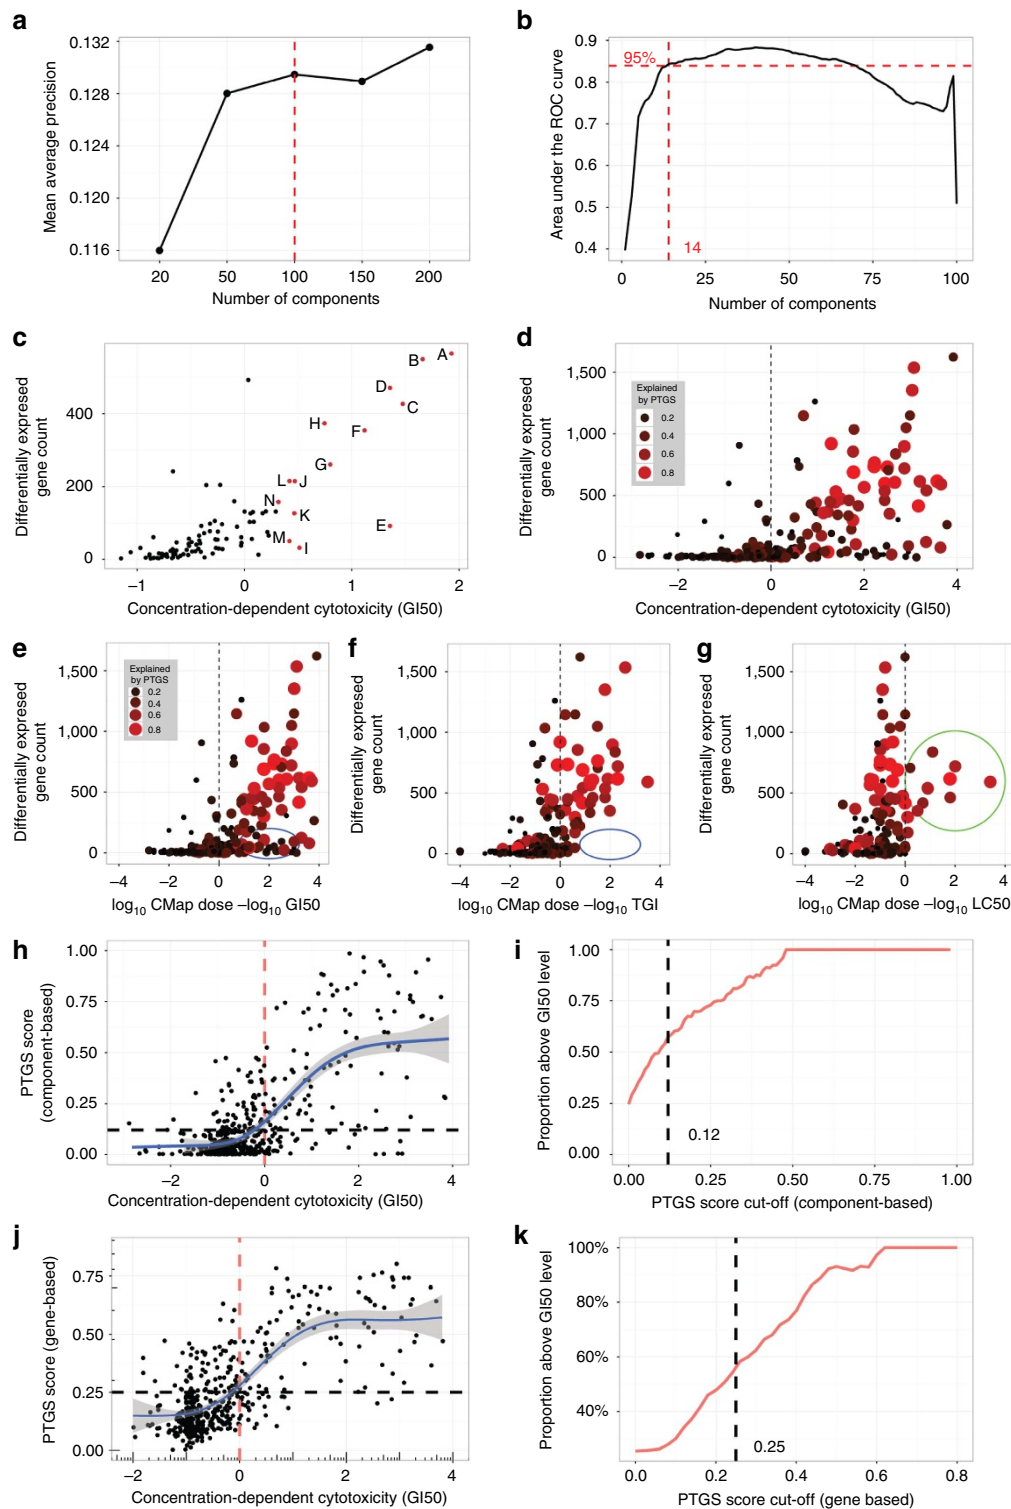 a
0.132
0.128
0.124
0.120
0.116
Mean average precision
20 50 100 150 200
Number of components
b
0.9
0.8
0.7
0.6
0.5
0.4
Area under the ROC curve
95%
14
0 25 50 75 100
Number of components
c
Differentially expresed
gene count
400
200
0
A
B
D
C
H
F
G
L J
N
K
E
M
I
−1 0 1 2
Concentration-dependent cytotoxicity (GI50)
d
Differentially expresed
gene count
1,500
1,000
500
0
Explained
by PTGS
0.2
0.4
0.6
0.8
−2 0 2 4
Concentration-dependent cytotoxicity (GI50)
e
Differentially expresed
gene count
1,500
1,000
500
0
Explained
by PTGS
0.2
0.4
0.6
0.8
−4 −2 0 2 4
log10 CMap dose −log10 GI50
f
Differentially expresed
gene count
1,500
1,000
500
0
−4 −2 0 2 4
log10 CMap dose −log10 TGI
g
Differentially expresed
gene count
1,500
1,000
500
0
−4 −2 0 2 4
log10 CMap dose −log10 LC50
h
PTGS score
(component-based)
1.00
0.75
0.50
0.25
0.00
−2 0 2 4
Concentration-dependent cytotoxicity (GI50)
i
Proportion above GI50 level
1.00
0.75
0.50
0.25
0.00
0.12
0.00 0.25 0.50 0.75 1.00
PTGS score cut-off (component-based)
j
PTGS score (gene-based)
0.75
0.50
0.25
0.00
−2 0 2 4
Concentration-dependent cytotoxicity (GI50)
k
Proportion above GI50 level
100%
80%
60%
40%
0.25
0.0 0.2 0.4 0.6 0.8
PTGS score cut-off (gene based)